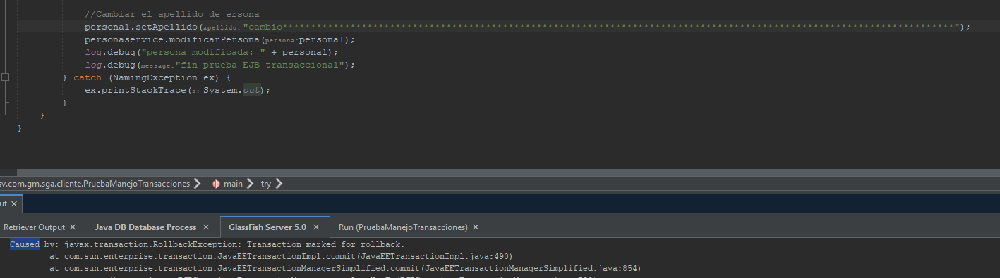 //Cambiar el apellido de ersona
personal.setApellido(apellido:"cambio*****************************************************************************************************************************");
personaservice.modificarPersona(persona:personal);
log.debug("persona modificada: " + personal);
log.debug(message:"fin prueba EJB transaccional");
} catch (NamingException ex) {
ex.printStackTrace(s:System.out);
}
}
}
sv.com.gm.sga.cliente.PruebaManejoTransacciones main try
ut
Retriever Output Java DB Database Process GlassFish Server 5.0 Run (PruebaManejoTransacciones)
Caused by: javax.transaction.RollbackException: Transaction marked for rollback.
at com.sun.enterprise.transaction.JavaEETransactionImpl.commit(JavaEETransactionImpl.java:490)
at com.sun.enterprise.transaction.JavaEETransactionManagerSimplified.commit(JavaEETransactionManagerSimplified.java:854)